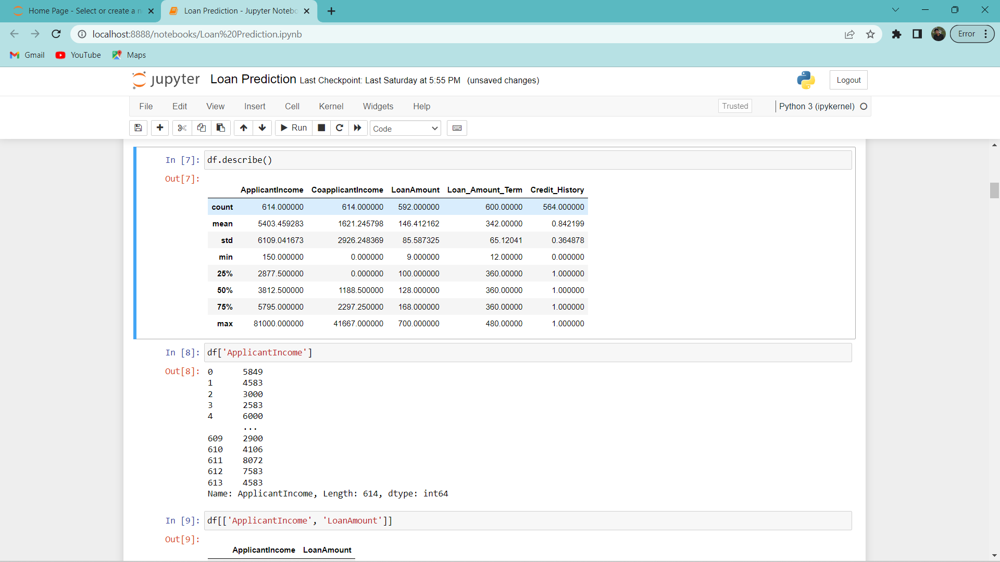 Home Page - Select or create a n
Loan Prediction - Jupyter Notebo
localhost:8888/notebooks/Loan%20Prediction.ipynb
Error
Gmail YouTube Maps
jupyter Loan Prediction Last Checkpoint: Last Saturday at 5:55 PM (unsaved changes)
Logout
File Edit View Insert Cell Kernel Widgets Help
Trusted Python 3 (ipykernel)
Run Code
In [7]: df.describe()
Out[7]:
ApplicantIncome CoapplicantIncome LoanAmount Loan_Amount_Term Credit_History
count 614.000000 614.000000 592.000000 600.00000 564.000000
mean 5403.459283 1621.245798 146.412162 342.00000 0.842199
std 6109.041673 2926.248369 85.587325 65.12041 0.364878
min 150.000000 0.000000 9.000000 12.00000 0.000000
25% 2877.500000 0.000000 100.000000 360.00000 1.000000
50% 3812.500000 1188.500000 128.000000 360.00000 1.000000
75% 5795.000000 2297.250000 168.000000 360.00000 1.000000
max 81000.000000 41667.000000 700.000000 480.00000 1.000000
In [8]: df['ApplicantIncome']
Out[8]: 0 5849
1 4583
2 3000
3 2583
4 6000
...
609 2900
610 4106
611 8072
612 7583
613 4583
Name: ApplicantIncome, Length: 614, dtype: int64
In [9]: df[['ApplicantIncome', 'LoanAmount']]
Out[9]:
ApplicantIncome LoanAmount